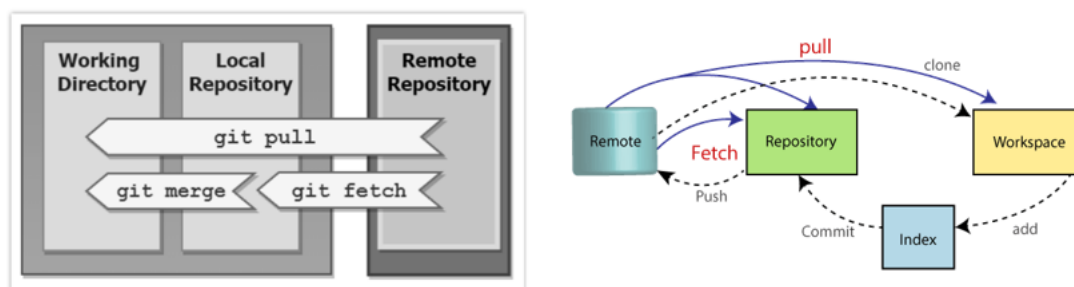 Working
Directory
Local
Repository
Remote
Repository
git pull
git merge
git fetch
pull
clone
Remote
Fetch
Repository
Workspace
Push
Commit
Index
add